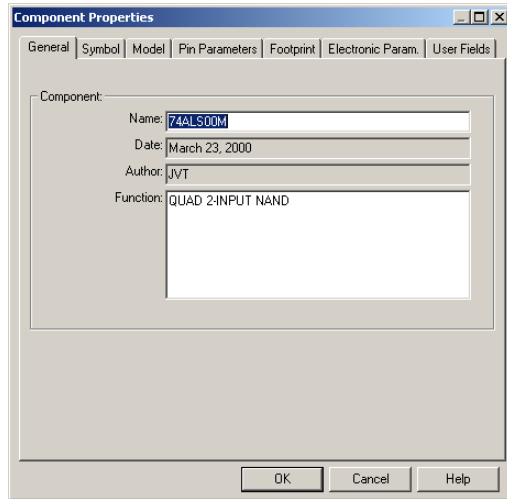 Component Properties
General Symbol Model Pin Parameters Footprint Electronic Param. User Fields
Component:
Name: 74ALS00M
Date: March 23, 2000
Author: JVT
Function: QUAD 2-INPUT NAND
OK Cancel Help